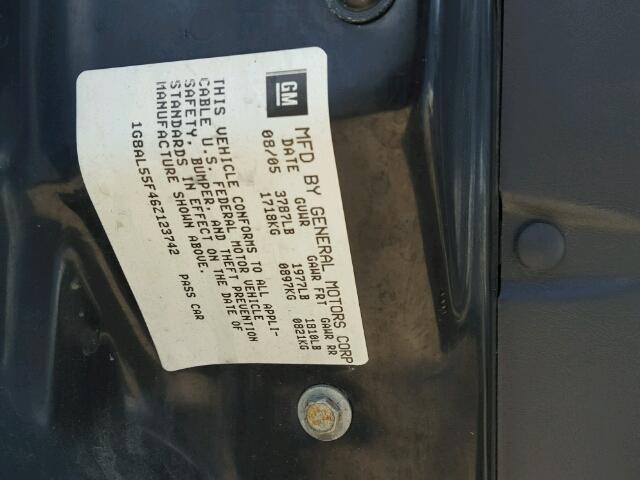 GM
MFD BY GENERAL MOTORS CORP
DATE GVWR GAWR FRT GAWR RR
08/05 3787LB 1977LB 1810LB
1718KG 0897KG 0821KG
THIS VEHICLE CONFORMS TO ALL APPLI-
CABLE U.S. FEDERAL MOTOR VEHICLE
SAFETY, BUMPER, AND THEFT PREVENTION
STANDARDS IN EFFECT ON THE DATE OF
MANUFACTURE SHOWN ABOVE.
1G8AL55F46Z123742 PASS CAR